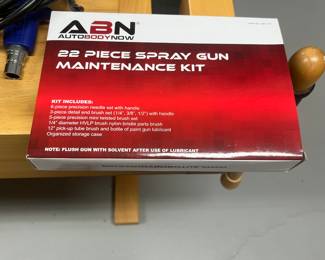 ABN
AUTOBODYNOW
22 PIECE SPRAY GUN
MAINTENANCE KIT
KIT INCLUDES:
6-piece precision needle set with handle
3-piece detail end brush set (1/4", 3/8", 1/2") with handle
5-piece precision mini twisted brush set
1/4" diameter HVLP brush nylon bristle parts brush
12" pick-up tube brush and bottle of paint gun lubricant
Organized storage case
NOTE: FLUSH GUN WITH SOLVENT AFTER USE OF LUBRICANT